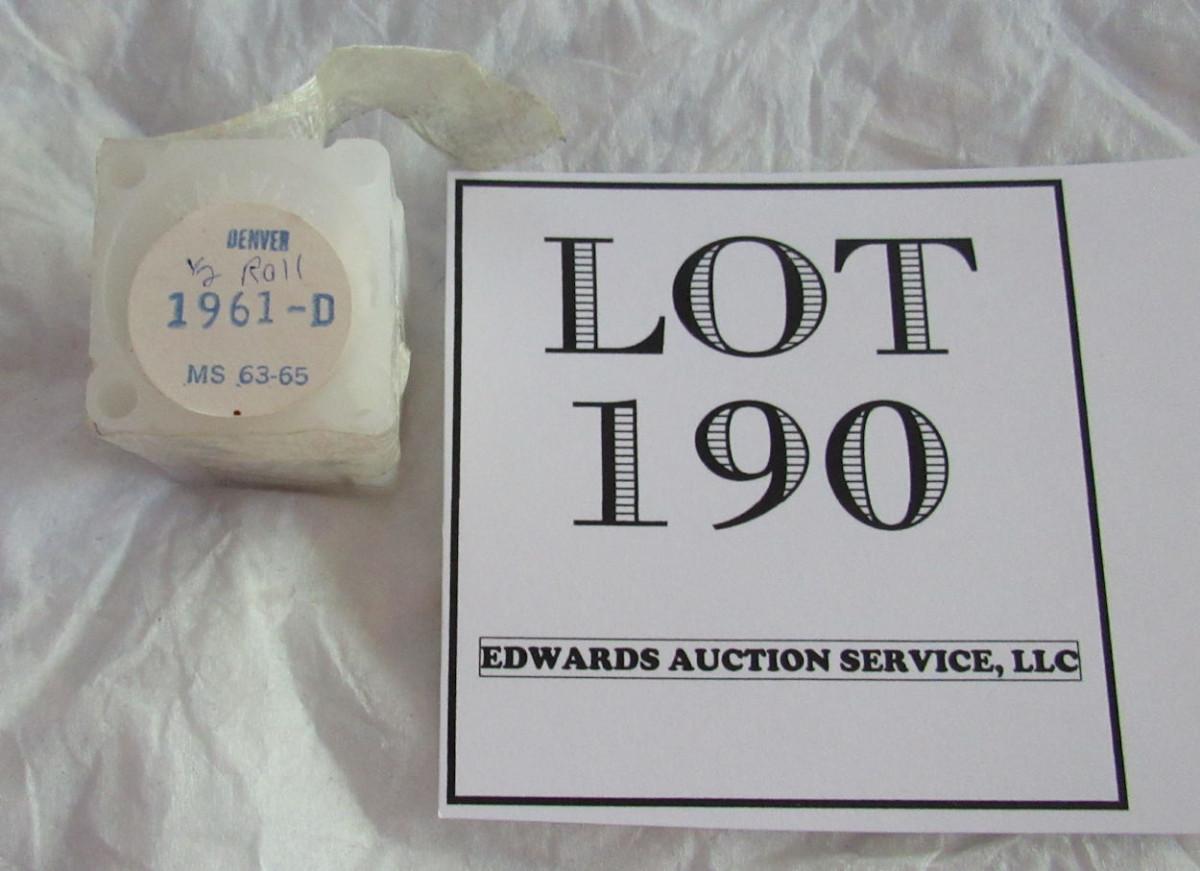 DENVER
½ Roll
1961-D
MS 63-65
LOT
190
EDWARDS AUCTION SERVICE, LLC